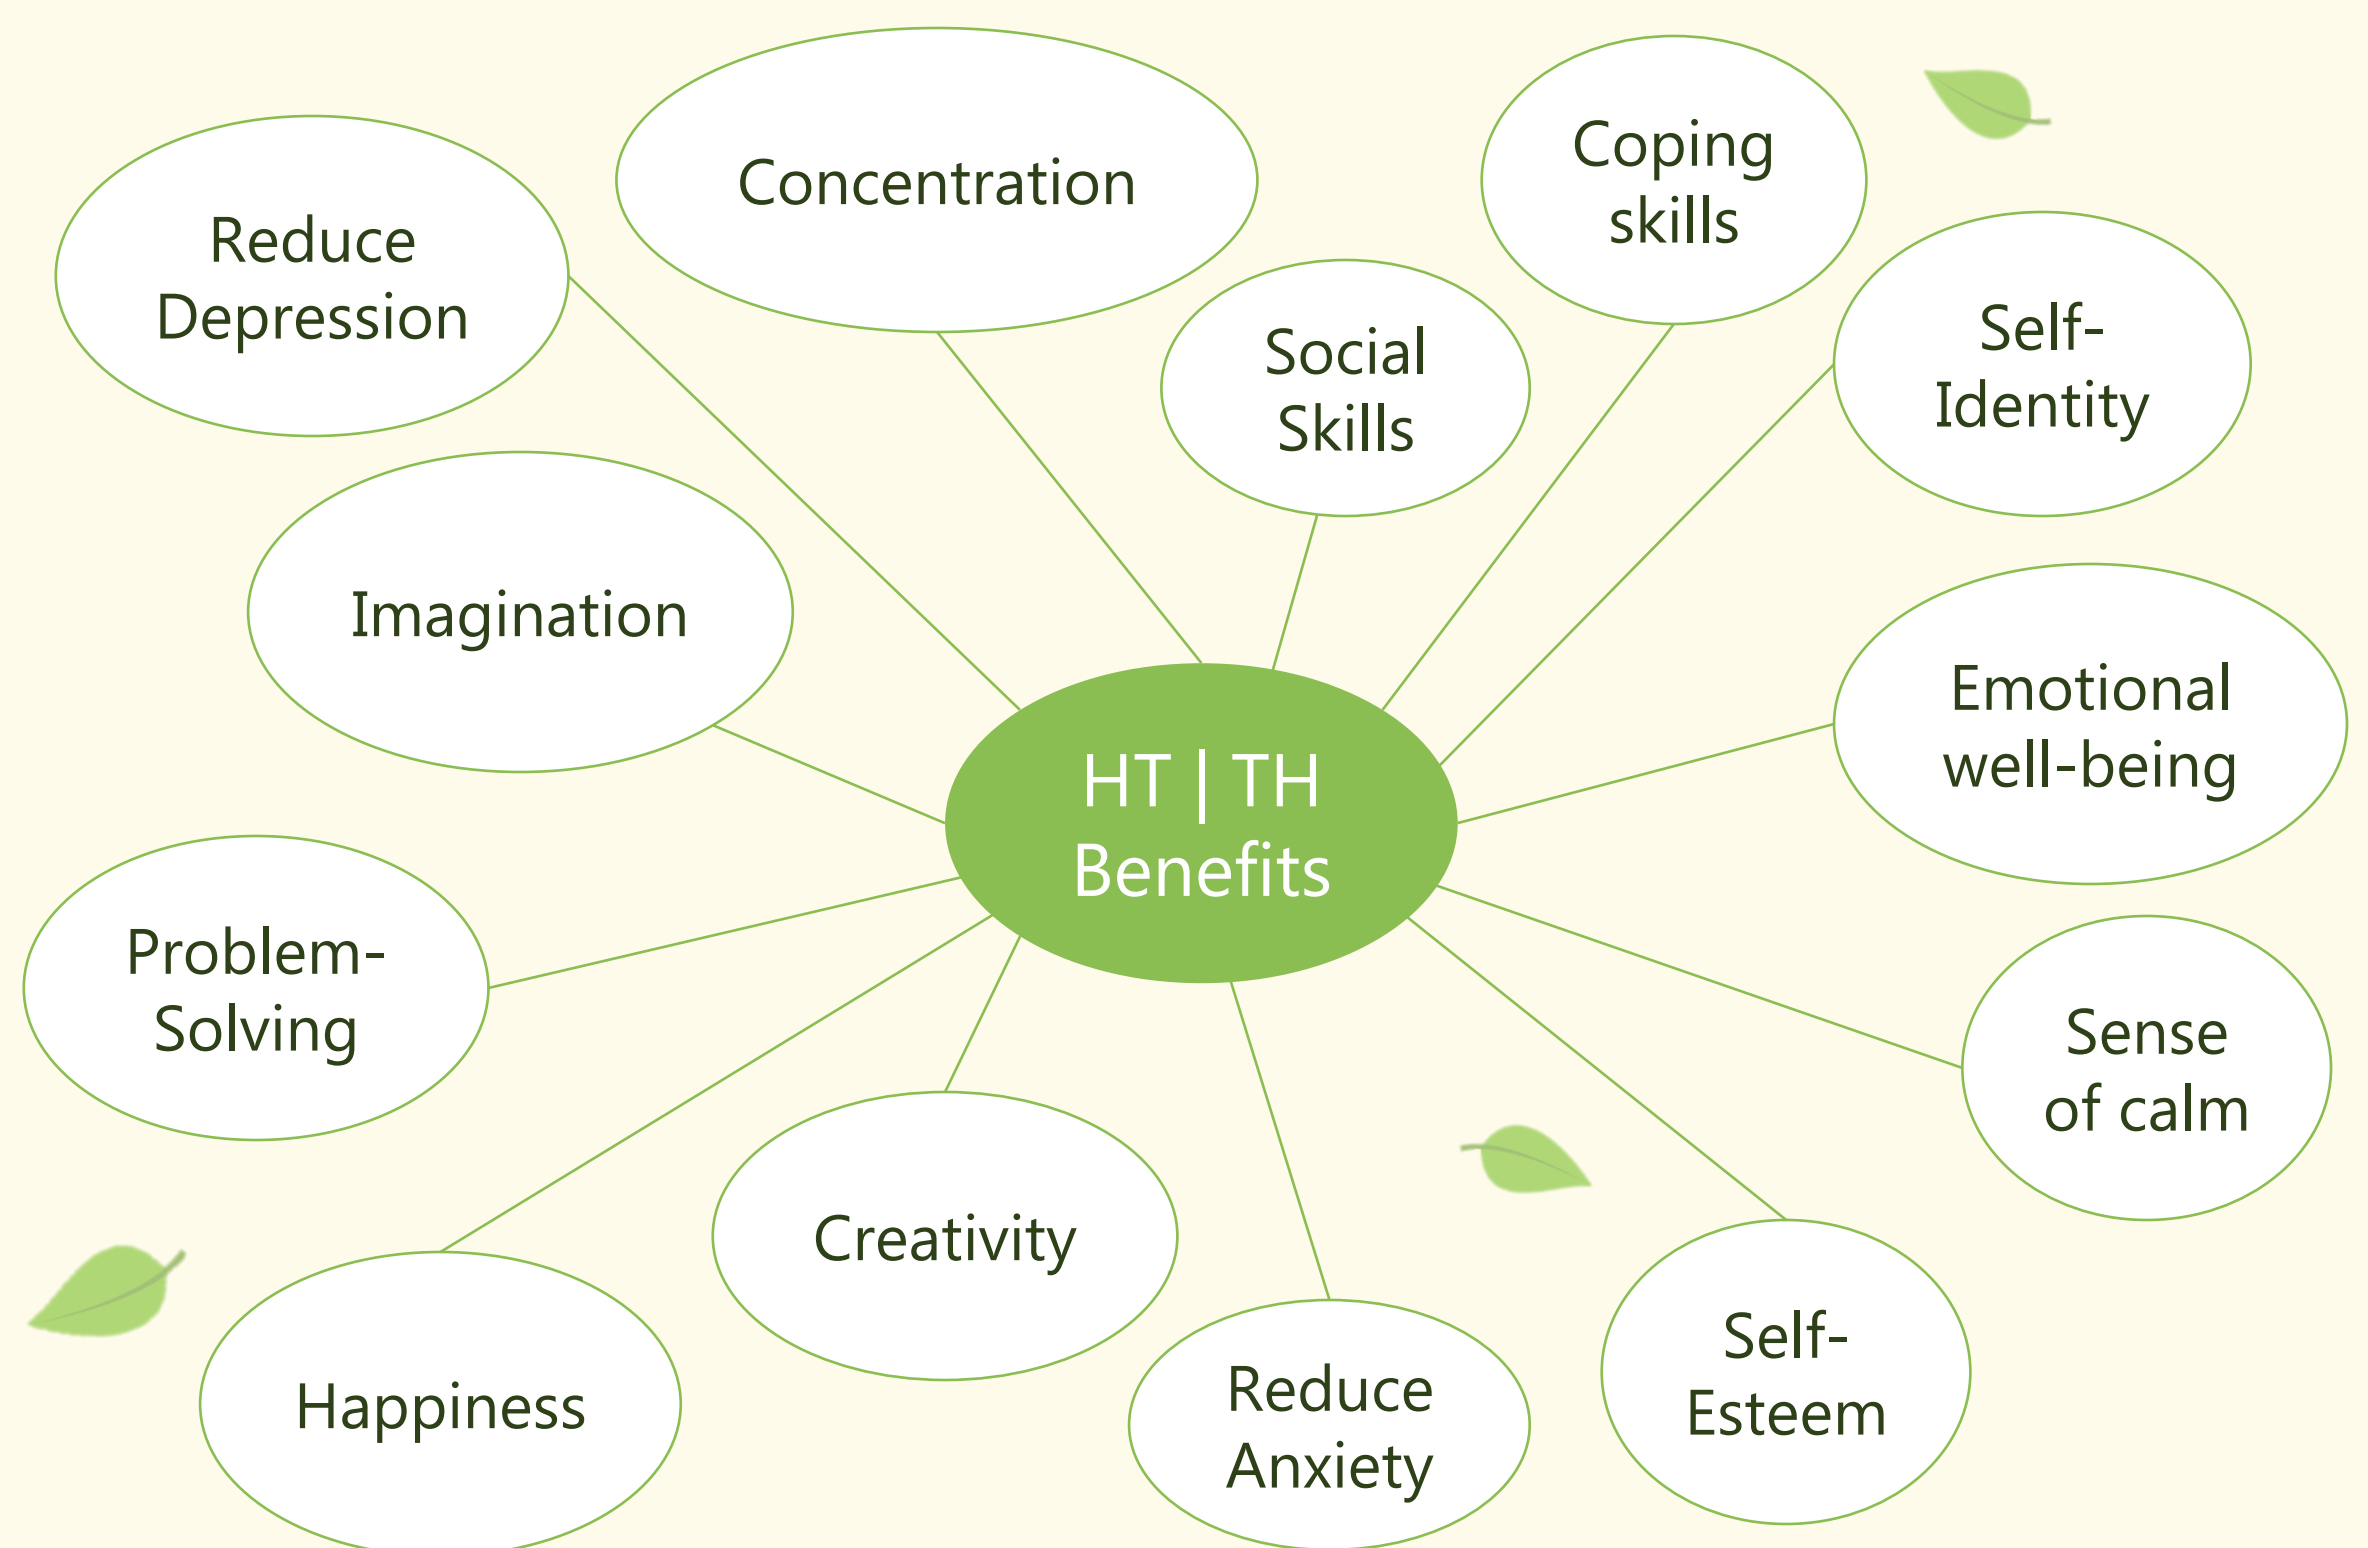 Concentration
Coping
skills
Reduce
Depression
Social
Skills
Self-
Identity
Imagination
Emotional
well-being
HT | TH
Benefits
Problem-
Solving
Sense
of calm
Creativity
Happiness
Reduce
Anxiety
Self-
Esteem